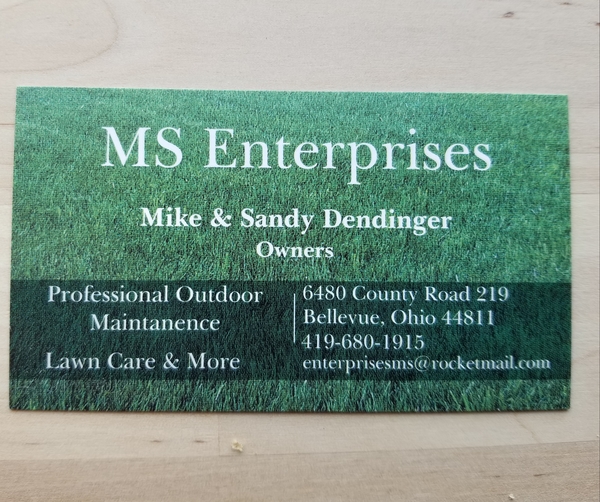 MS Enterprises
Mike & Sandy Dendinger
Owners
Professional Outdoor
Maintanence
Lawn Care & More
6480 County Road 219
Bellevue, Ohio 44811
419-680-1915
enterprisesms@rocketmail.com